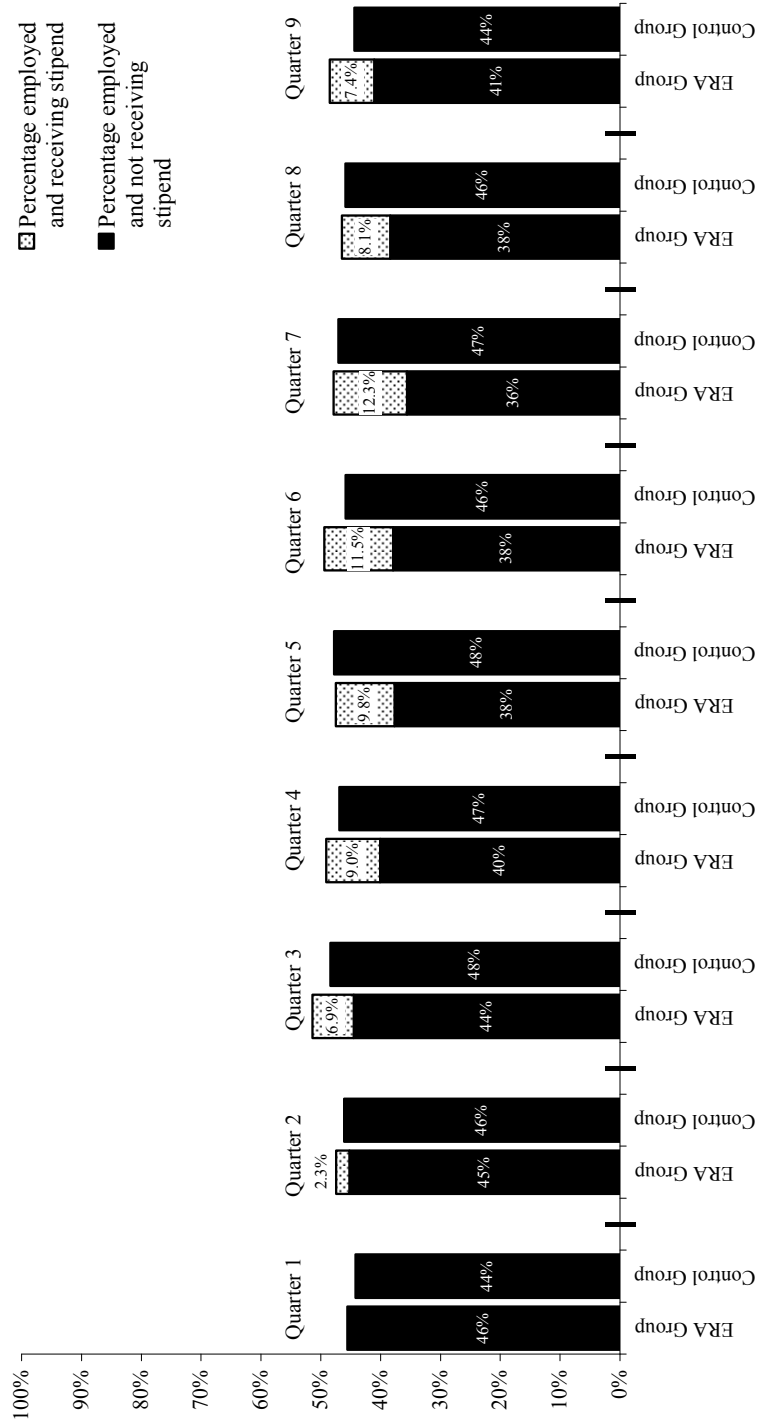 Percentage employed
and receiving stipend
Percentage employed
and not receiving
stipend
100%
90%
80%
70%
60%
50%
40%
30%
20%
10%
0%
Quarter 1
46%
44%
ERA Group
Control Group
Quarter 2
2.3%
45%
46%
ERA Group
Control Group
Quarter 3
6.9%
44%
48%
ERA Group
Control Group
Quarter 4
9.0%
40%
47%
ERA Group
Control Group
Quarter 5
9.8%
38%
48%
ERA Group
Control Group
Quarter 6
11.5%
38%
46%
ERA Group
Control Group
Quarter 7
12.3%
36%
47%
ERA Group
Control Group
Quarter 8
8.1%
38%
46%
ERA Group
Control Group
Quarter 9
7.4%
41%
44%
ERA Group
Control Group